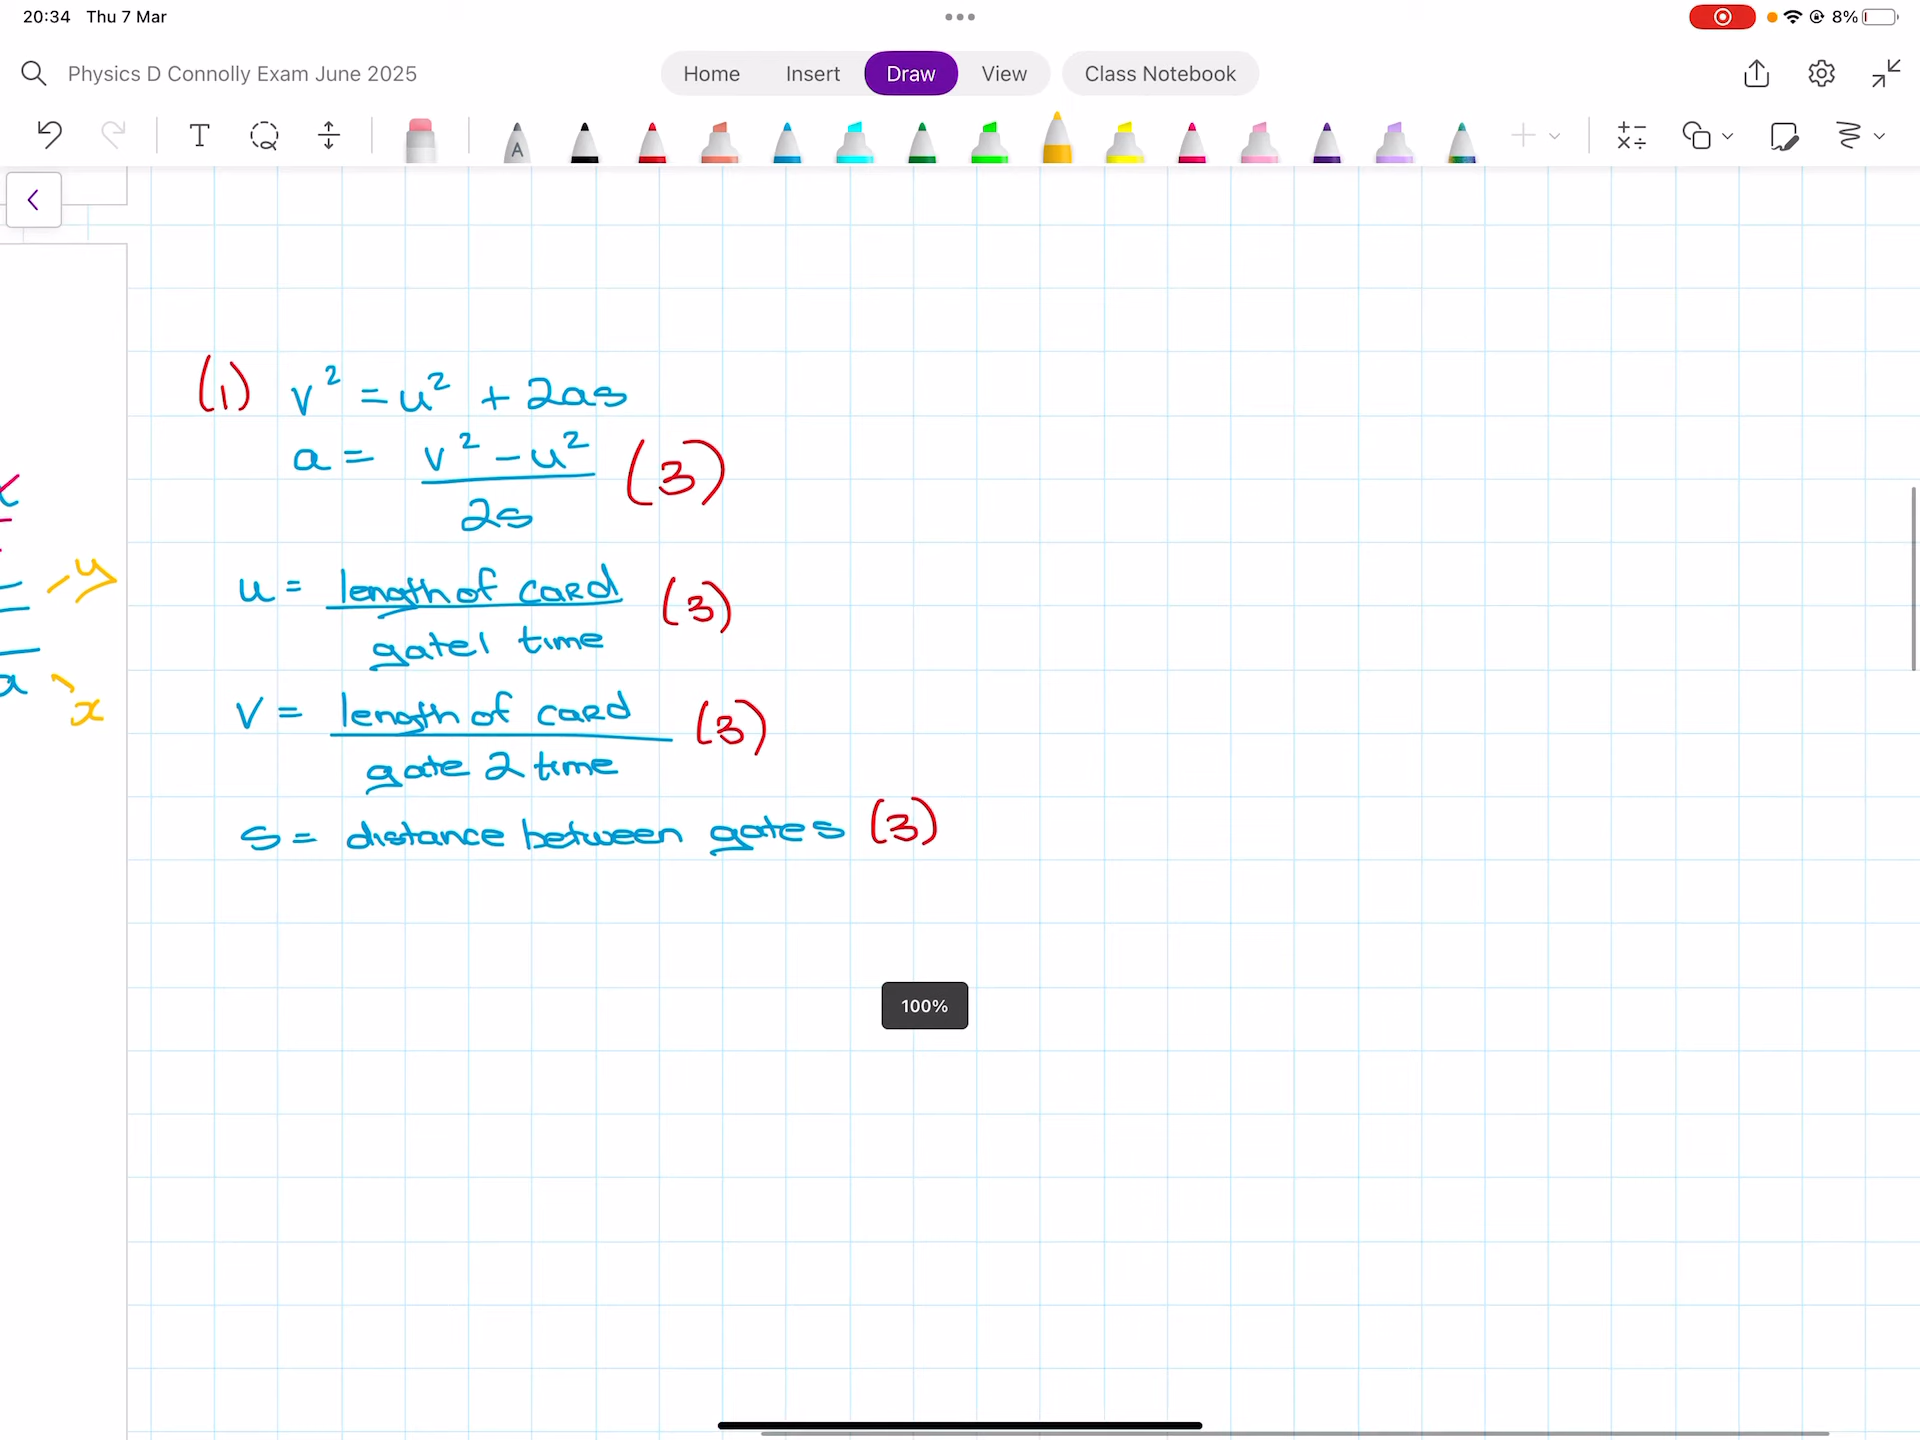 20:34 Thu 7 Mar
8%
Physics D Connolly Exam June 2025
Home Insert Draw View Class Notebook
T
A
(1) v² = u² + 2as
a = v² - u² (3)
2s
u = length of card (3)
gate 1 time
v = length of card (3)
gate 2 time
s = distance between gates (3)
-y
x
100%